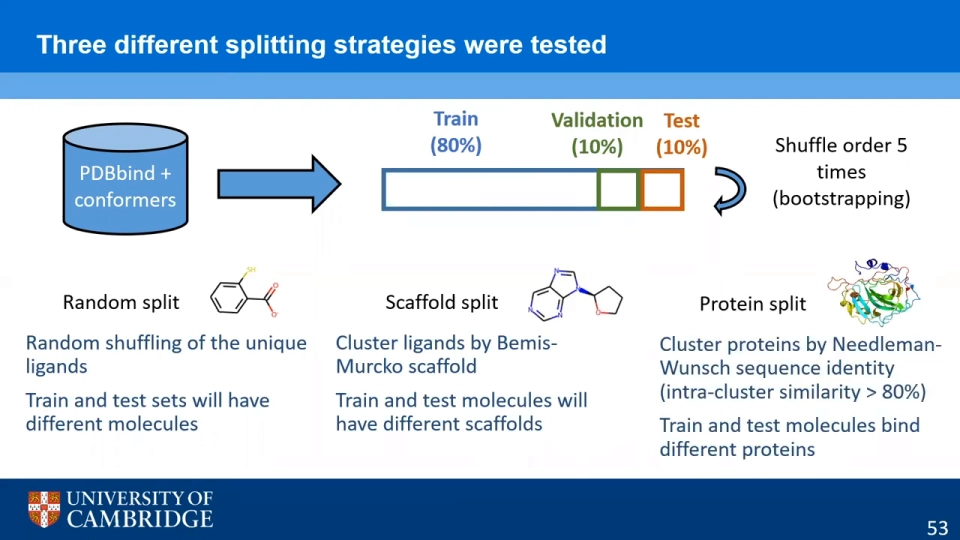 Three different splitting strategies were tested
PDBbind +
conformers
Train
(80%)
Validation
(10%)
Test
(10%)
Shuffle order 5
times
(bootstrapping)
Random split
SH
O
O-
Random shuffling of the unique
ligands
Train and test sets will have
different molecules
Scaffold split
N
N
N
N
O
Cluster ligands by Bemis-
Murcko scaffold
Train and test molecules will
have different scaffolds
Protein split
Cluster proteins by Needleman-
Wunsch sequence identity
(intra-cluster similarity > 80%)
Train and test molecules bind
different proteins
UNIVERSITY OF
CAMBRIDGE
53